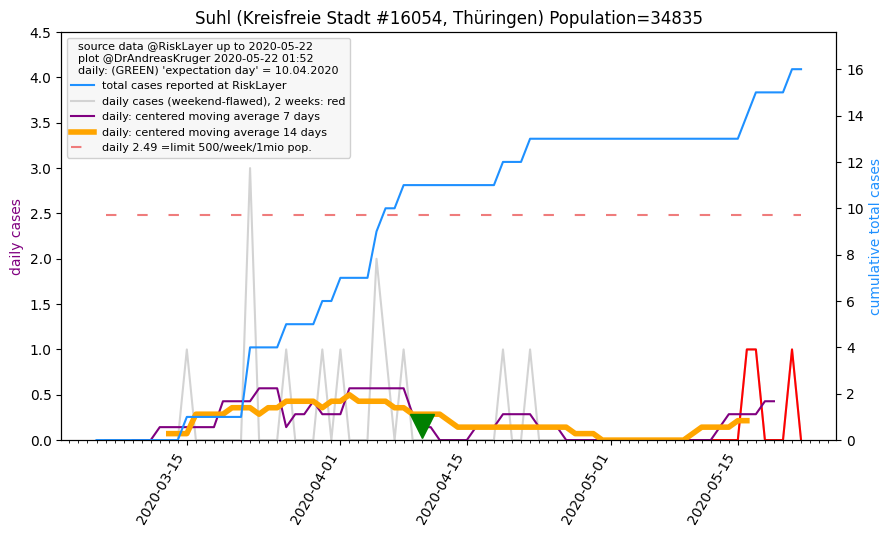 Suhl (Kreisfreie Stadt #16054, Thüringen) Population=34835
source data @RiskLayer up to 2020-05-22
plot @DrAndreasKruger 2020-05-22 01:52
daily: (GREEN) 'expectation day' = 10.04.2020
total cases reported at RiskLayer
daily cases (weekend-flawed), 2 weeks: red
daily: centered moving average 7 days
daily: centered moving average 14 days
daily 2.49 =limit 500/week/1mio pop.
daily cases
4.5
4.0
3.5
3.0
2.5
2.0
1.5
1.0
0.5
0.0
cumulative total cases
16
14
12
10
8
6
4
2
0
2020-03-15
2020-04-01
2020-04-15
2020-05-01
2020-05-15